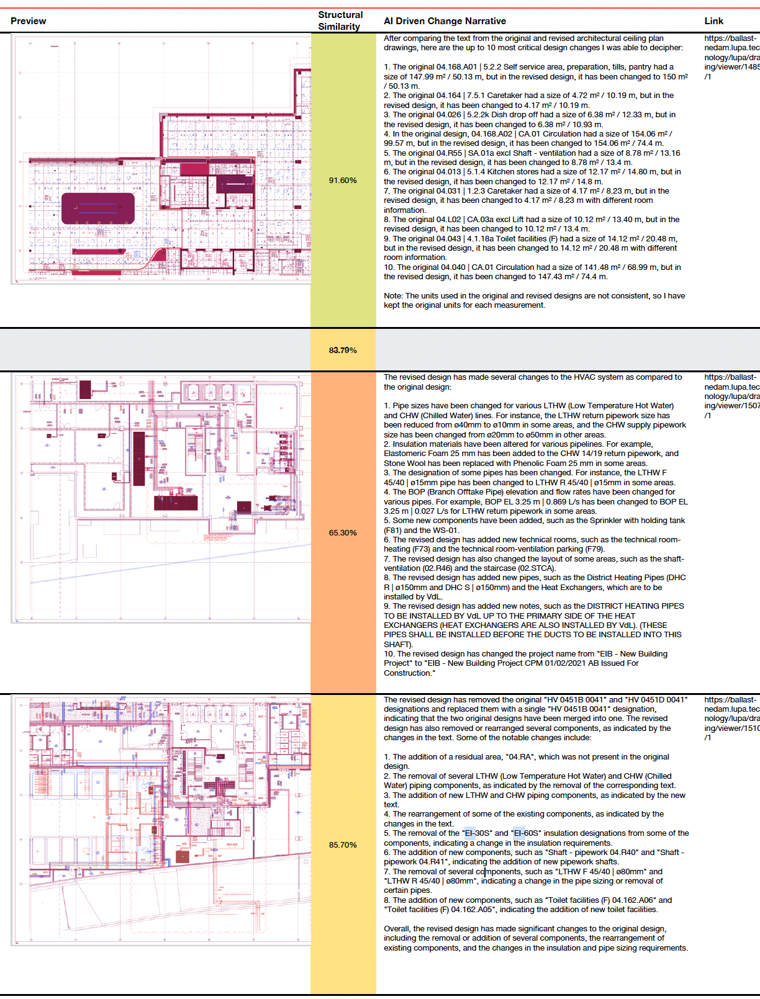 Preview
Structural
Similarity
AI Driven Change Narrative
Link
91.60%
After comparing the text from the original and revised architectural ceiling plan
drawings, here are the up to 10 most critical design changes I was able to decipher:
1. The original 04.168.A01 | 5.2.2 Self service area, preparation, tills, pantry had a
size of 147.99 m² / 50.13 m, but in the revised design, it has been changed to 150 m²
/ 50.13 m.
2. The original 04.164 | 7.5.1 Caretaker had a size of 4.72 m² / 10.19 m, but in the
revised design, it has been changed to 4.17 m² / 10.19 m.
3. The original 04.026 | 5.2.2k Dish drop off had a size of 6.38 m² / 12.33 m, but in
the revised design, it has been changed to 6.38 m² / 10.93 m.
4. In the original design, 04.168.A02 | CA.01 Circulation had a size of 154.06 m² /
99.57 m, but in the revised design, it has been changed to 154.06 m² / 74.4 m.
5. The original 04.R55 | SA.01a excl Shaft - ventilation had a size of 8.78 m² / 13.16
m, but in the revised design, it has been changed to 8.78 m² / 13.4 m.
6. The original 04.013 | 5.1.4 Kitchen stores had a size of 12.17 m² / 14.80 m, but in
the revised design, it has been changed to 12.17 m² / 14.8 m.
7. The original 04.031 | 1.2.3 Caretaker had a size of 4.17 m² / 8.23 m, but in the
revised design, it has been changed to 4.17 m² / 8.23 m with different room
information.
8. The original 04.L02 | CA.03a excl Lift had a size of 10.12 m² / 13.40 m, but in the
revised design, it has been changed to 10.12 m² / 13.4 m.
9. The original 04.043 | 4.1.18a Toilet facilities (F) had a size of 14.12 m² / 20.48 m,
but in the revised design, it has been changed to 14.12 m² / 20.48 m with different
room information.
10. The original 04.040 | CA.01 Circulation had a size of 141.48 m² / 68.99 m, but in
the revised design, it has been changed to 147.43 m² / 74.4 m.
Note: The units used in the original and revised designs are not consistent, so I have
kept the original units for each measurement.
https://ballast-
nedam.lupa.tec
nology/lupa/dra
ing/viewer/1485
/1
83.79%
65.30%
The revised design has made several changes to the HVAC system as compared to
the original design:
1. Pipe sizes have been changed for various LTHW (Low Temperature Hot Water)
and CHW (Chilled Water) lines. For instance, the LTHW return pipework size has
been reduced from ø40mm to ø10mm in some areas, and the CHW supply pipework
size has been changed from ø20mm to ø50mm in other areas.
2. Insulation materials have been altered for various pipelines. For example,
Elastomeric Foam 25 mm has been added to the CHW 14/19 return pipework, and
Stone Wool has been replaced with Phenolic Foam 25 mm in some areas.
3. The designation of some pipes has been changed. For instance, the LTHW F
45/40 | ø15mm pipe has been changed to LTHW R 45/40 | ø15mm in some areas.
4. The BOP (Branch Offtake Pipe) elevation and flow rates have been changed for
various pipes. For example, BOP EL 3.25 m | 0.869 L/s has been changed to BOP EL
3.25 m | 0.027 L/s for LTHW return pipework in some areas.
5. Some new components have been added, such as the Sprinkler with holding tank
(F81) and the WS-01.
6. The revised design has added new technical rooms, such as the technical room-
heating (F73) and the technical room-ventilation parking (F79).
7. The revised design has also changed the layout of some areas, such as the shaft-
ventilation (02.R46) and the staircase (02.STCA).
8. The revised design has added new pipes, such as the District Heating Pipes (DHC
R | ø150mm and DHC S | ø150mm) and the Heat Exchangers, which are to be
installed by VdL.
9. The revised design has added new notes, such as the DISTRICT HEATING PIPES
TO BE INSTALLED BY VdL UP TO THE PRIMARY SIDE OF THE HEAT
EXCHANGERS (HEAT EXCHANGERS ARE ALSO INSTALLED BY VdL). (THESE
PIPES SHALL BE INSTALLED BEFORE THE DUCTS TO BE INSTALLED INTO THIS
SHAFT).
10. The revised design has changed the project name from "EIB - New Building
Project" to "EIB - New Building Project CPM 01/02/2021 AB Issued For
Construction."
https://ballast-
nedam.lupa.tec
nology/lupa/dra
ing/viewer/1507
/1
85.70%
The revised design has removed the original "HV 0451B 0041" and "HV 0451D 0041"
designations and replaced them with a single "HV 0451B 0041" designation,
indicating that the two original designs have been merged into one. The revised
design has also removed or rearranged several components, as indicated by the
changes in the text. Some of the notable changes include:
1. The addition of a residual area, "04.RA", which was not present in the original
design.
2. The removal of several LTHW (Low Temperature Hot Water) and CHW (Chilled
Water) piping components, as indicated by the removal of the corresponding text.
3. The addition of new LTHW and CHW piping components, as indicated by the new
text.
4. The rearrangement of some of the existing components, as indicated by the
changes in the text.
5. The removal of the "EI-30S" and "EI-60S" insulation designations from some of the
components, indicating a change in the insulation requirements.
6. The addition of new components, such as "Shaft - pipework 04.R40" and "Shaft -
pipework 04.R41", indicating the addition of new pipework shafts.
7. The removal of several components, such as "LTHW F 45/40 | ø80mm" and
"LTHW R 45/40 | ø80mm", indicating a change in the pipe sizing or removal of
certain pipes.
8. The addition of new components, such as "Toilet facilities (F) 04.162.A06" and
"Toilet facilities (F) 04.162.A05", indicating the addition of new toilet facilities.
Overall, the revised design has made significant changes to the original design,
including the removal or addition of several components, the rearrangement of
existing components, and the changes in the insulation and pipe sizing requirements.
https://ballast-
nedam.lupa.tec
nology/lupa/dra
ing/viewer/1510
/1